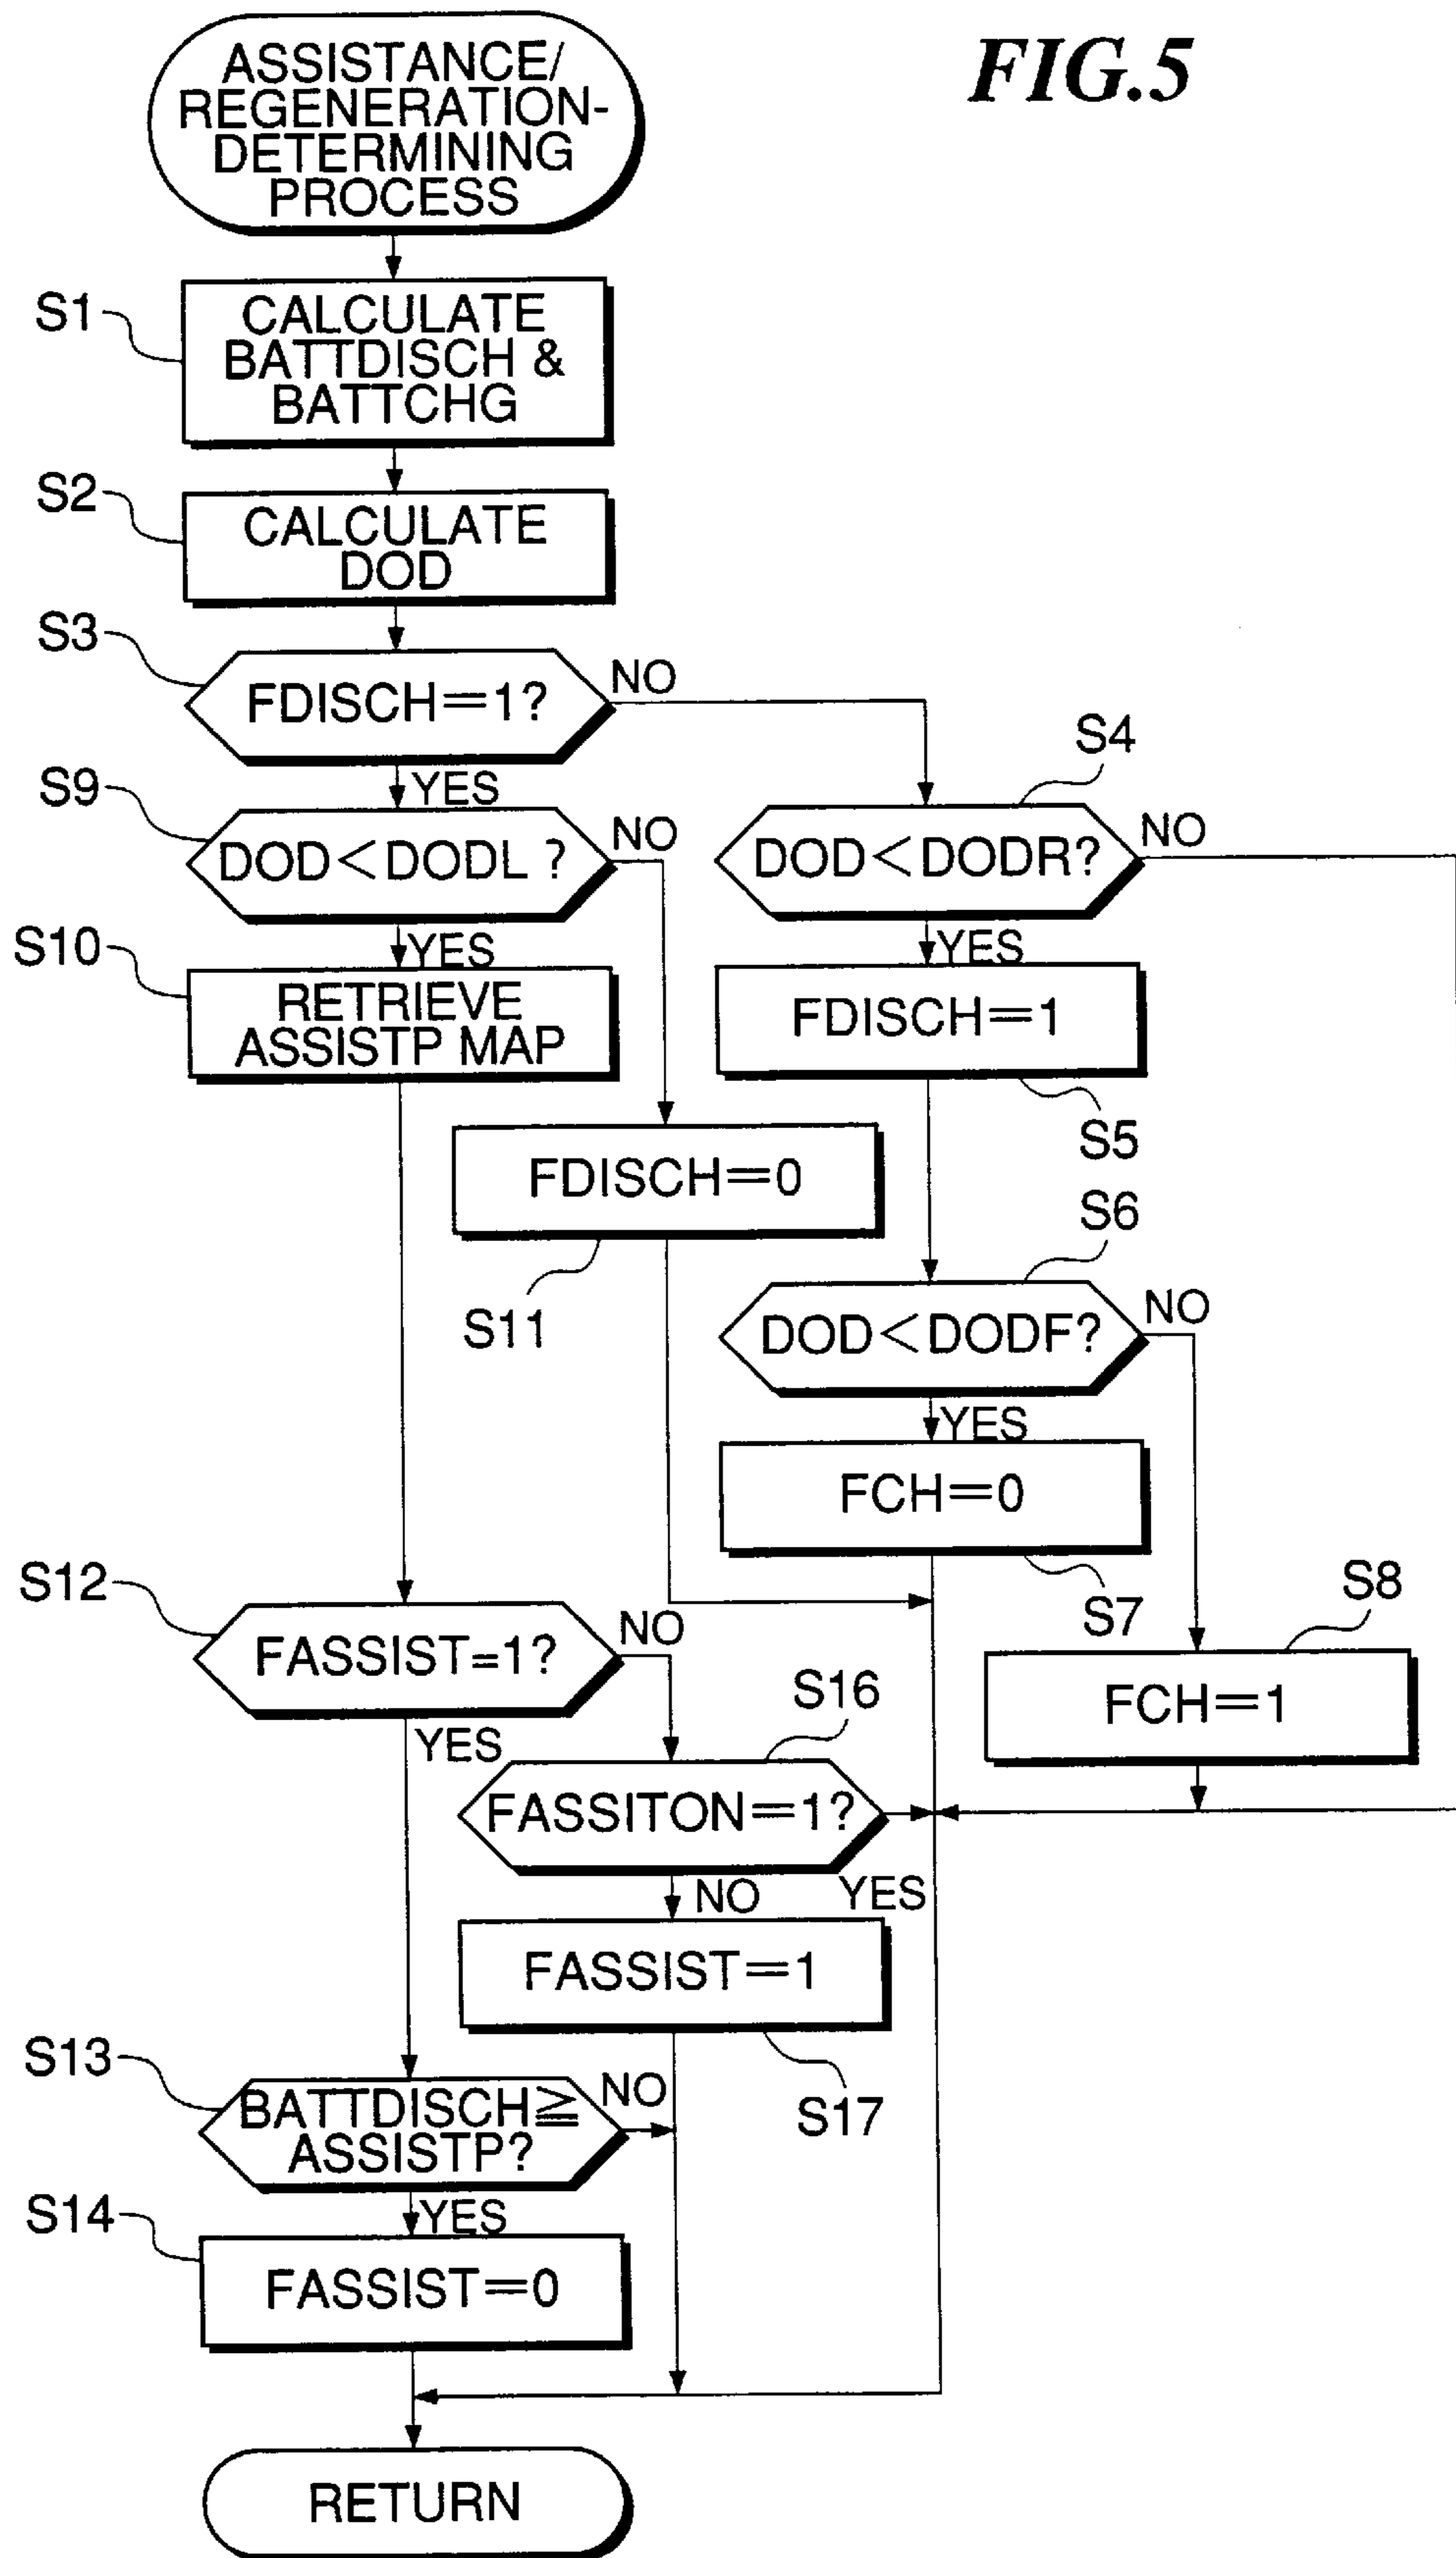 FIG.5
ASSISTANCE/
REGENERATION-
DETERMINING
PROCESS
S1
CALCULATE
BATTDISCH &
BATTCHG
S2
CALCULATE
DOD
S3
FDISCH=1?
NO
YES
S4
DOD<DODR?
NO
YES
S9
DOD<DODL ?
NO
YES
S10
RETRIEVE
ASSISTP MAP
FDISCH=1
S5
FDISCH=0
S11
S6
DOD<DODF?
NO
YES
FCH=0
S7
S8
FCH=1
S12
FASSIST=1?
NO
YES
S16
FASSITON=1?
NO
YES
FASSIST=1
S17
S13
BATTDISCH≧
ASSISTP?
NO
YES
S14
FASSIST=0
RETURN